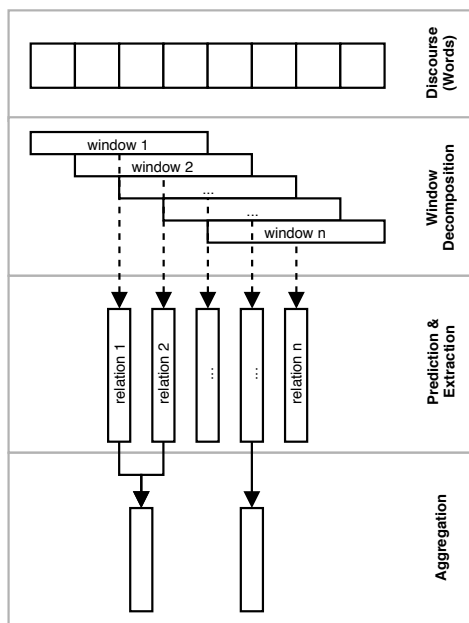 Discourse
(Words)
window 1
window 2
...
...
window n
Window
Decomposition
relation 1
relation 2
...
...
relation n
Prediction &
Extraction
Aggregation